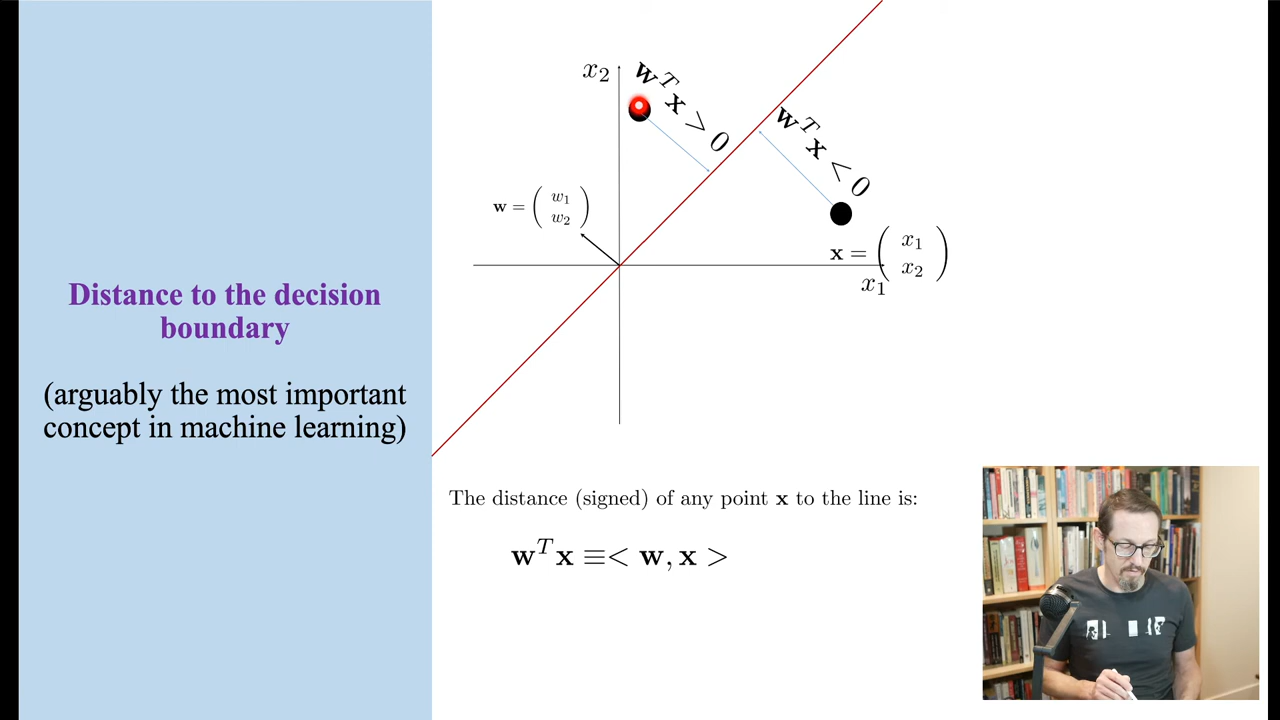 Distance to the decision
boundary
(arguably the most important
concept in machine learning)
x₂
wᵀx > 0
wᵀx < 0
w = ( w₁
w₂ )
x = ( x₁
x₂ )
x₁
The distance (signed) of any point x to the line is:
wᵀx ≡< w, x >